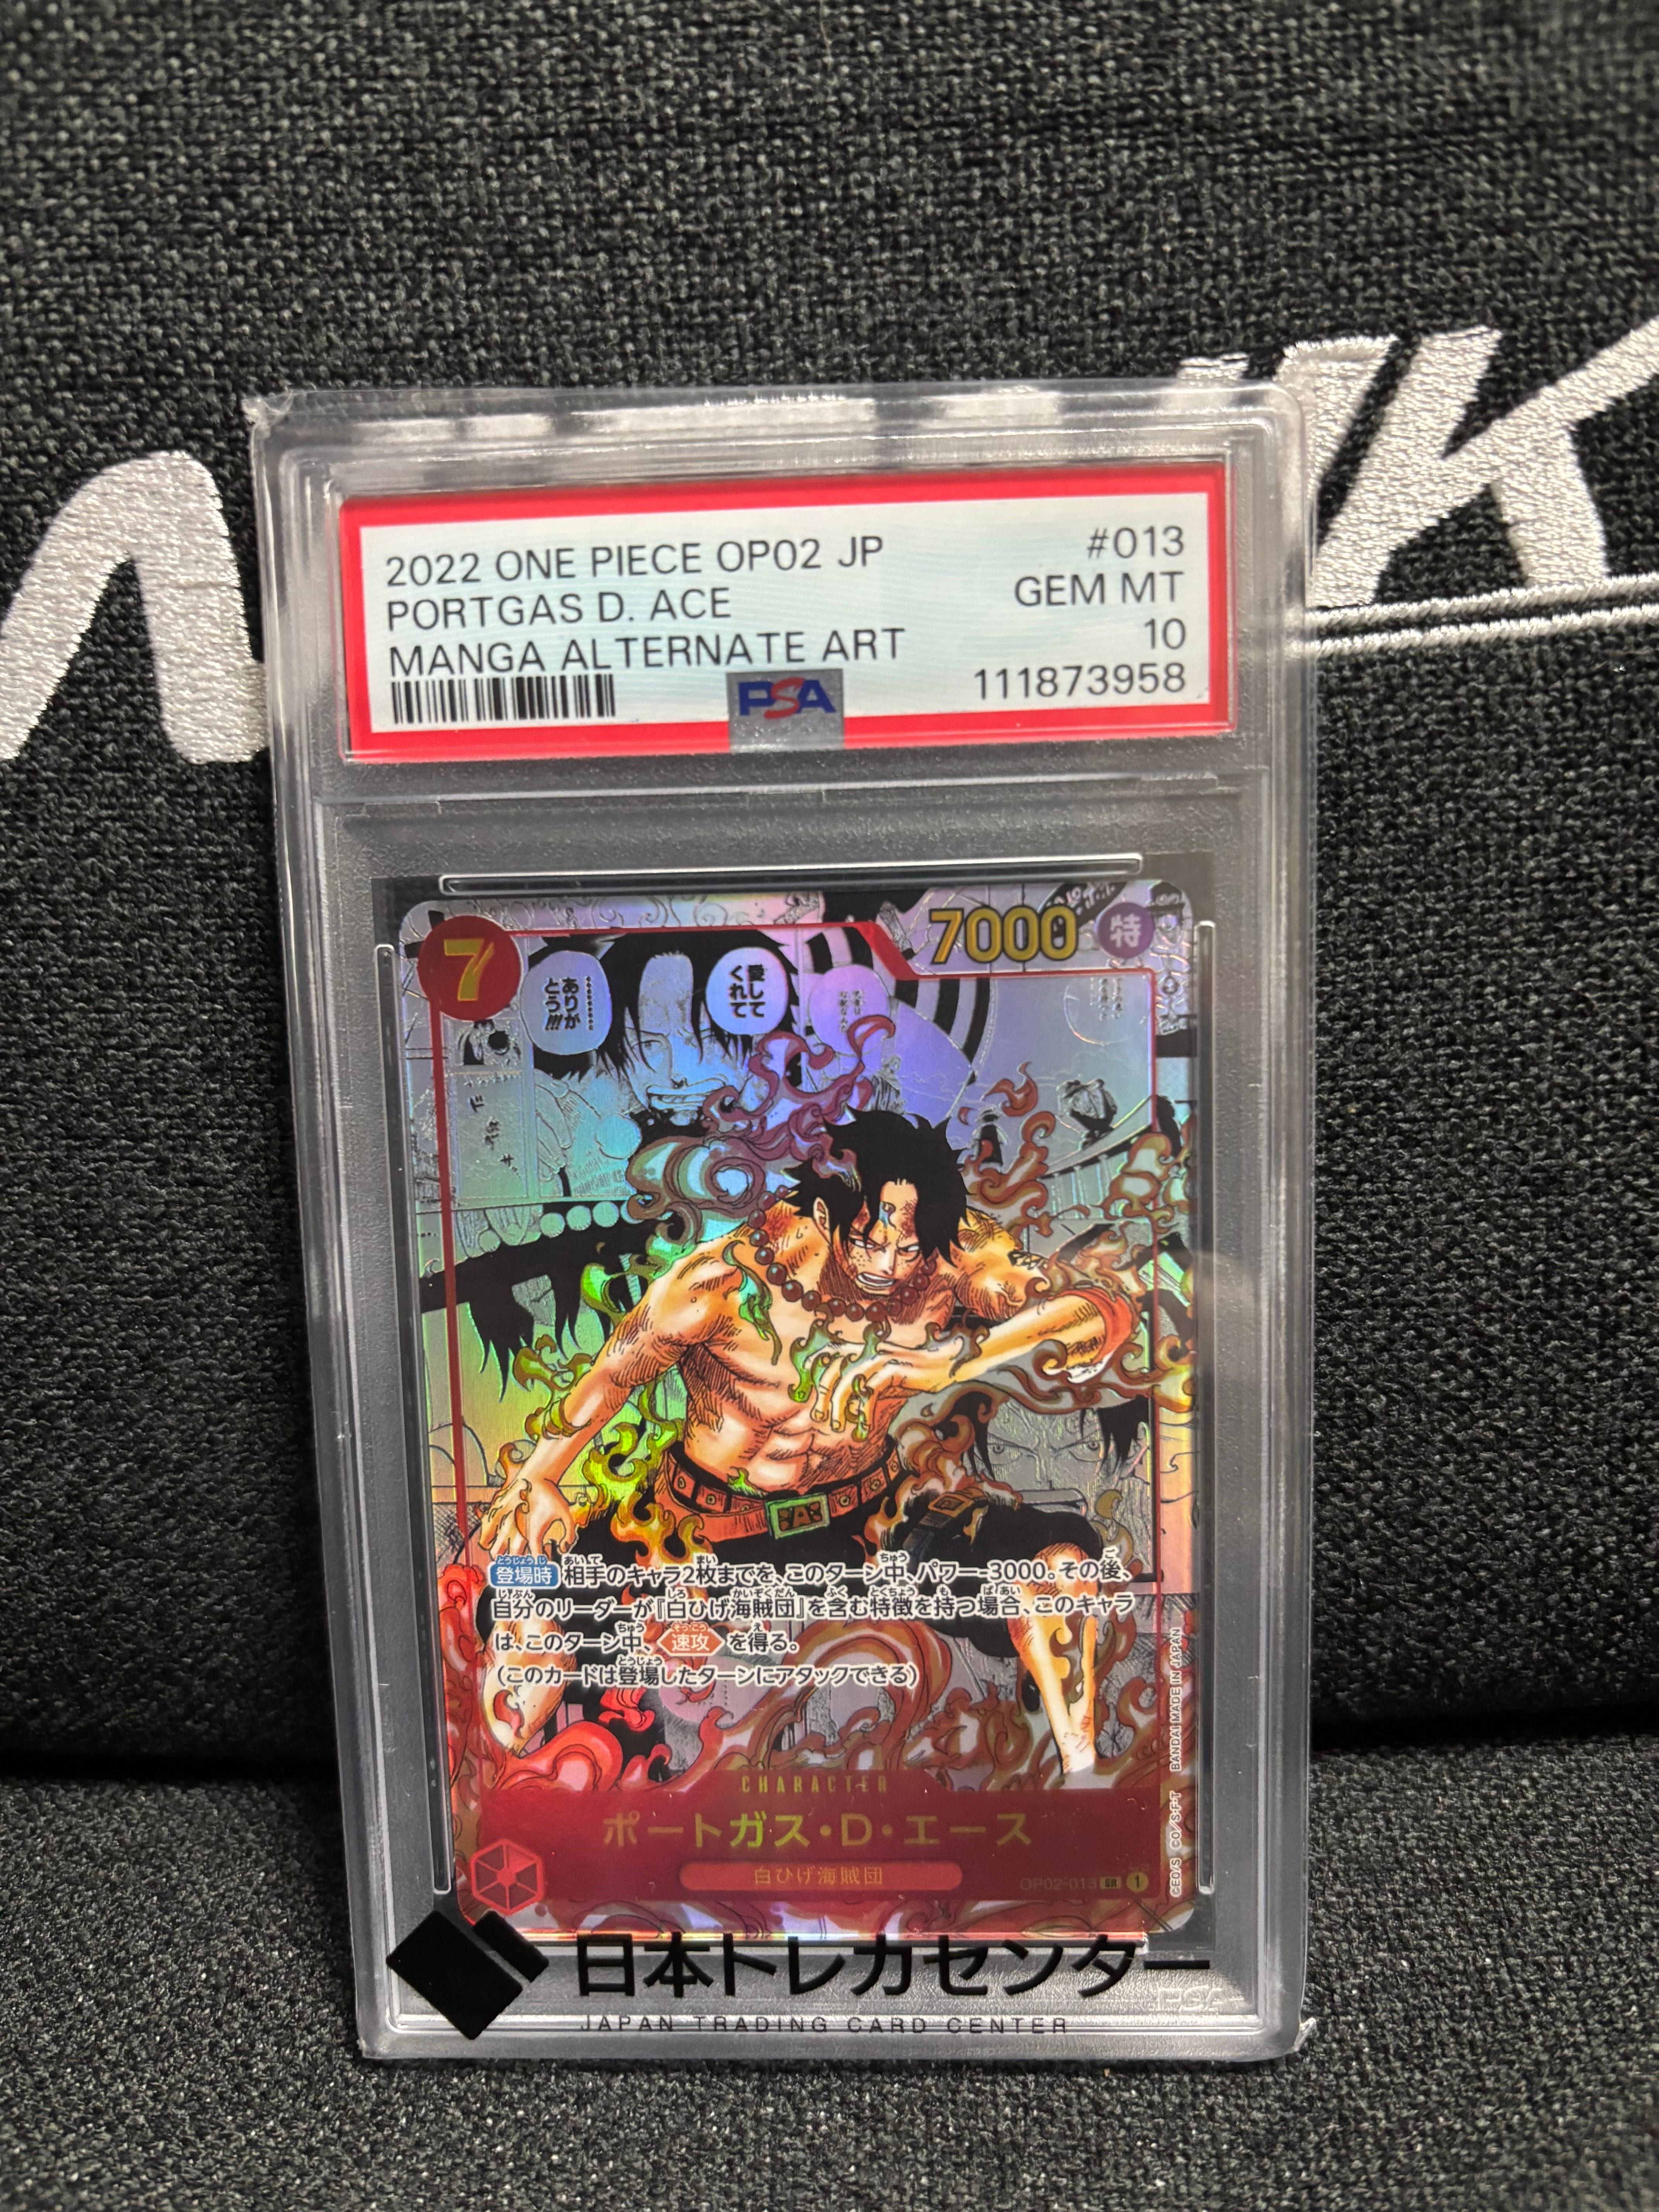 2022 ONE PIECE OP02 JP
#013
PORTGAS D. ACE
GEM MT
MANGA ALTERNATE ART
10
PSA
111873958
7
7000
特
愛して
くれて
………
ありが
とう!!!
登場時 相手のキャラ2枚までを、このターン中、パワー-3000。その後、
自分のリーダーが『白ひげ海賊団』を含む特徴を持つ場合、このキャラ
は、このターン中、速攻を得る。
(このカードは登場したターンにアタックできる)
CHARACTER
ポートガス・D・エース
白ひげ海賊団
OP02-013 SR 1
BANDAI MADE IN JAPAN
日本トレカセンター
JAPAN TRADING CARD CENTER